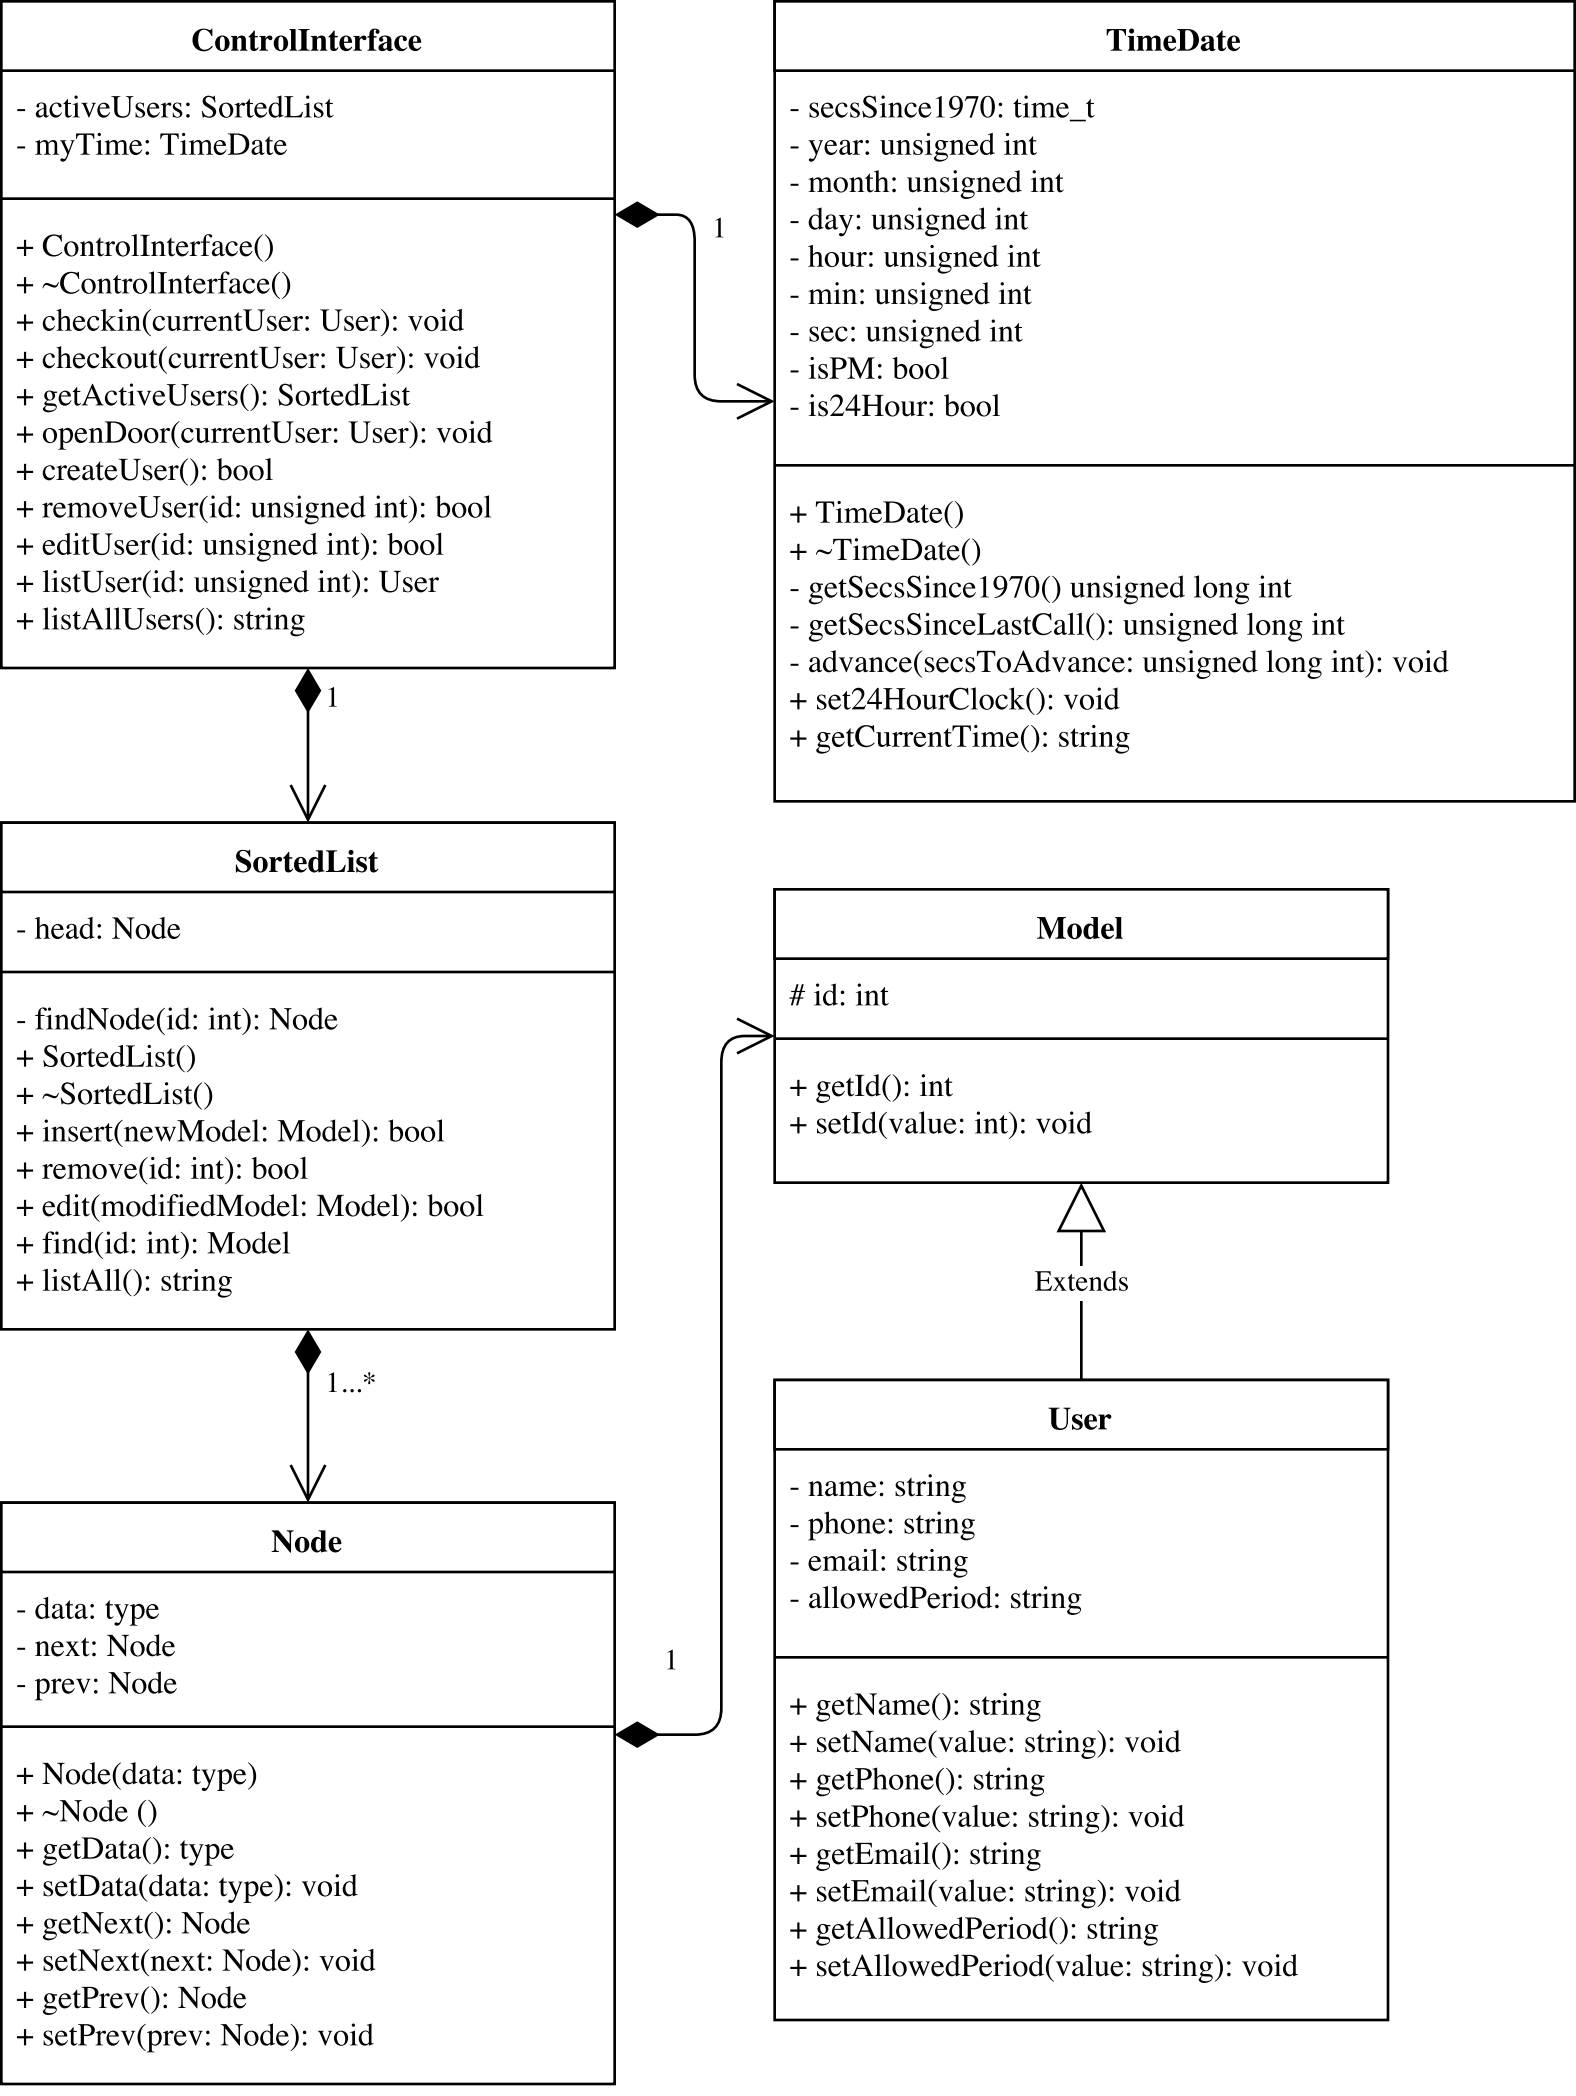 ControlInterface
- activeUsers: SortedList
- myTime: TimeDate
+ ControlInterface()
+ ~ControlInterface()
+ checkin(currentUser: User): void
+ checkout(currentUser: User): void
+ getActiveUsers(): SortedList
+ openDoor(currentUser: User): void
+ createUser(): bool
+ removeUser(id: unsigned int): bool
+ editUser(id: unsigned int): bool
+ listUser(id: unsigned int): User
+ listAllUsers(): string
1
TimeDate
- secsSince1970: time_t
- year: unsigned int
- month: unsigned int
- day: unsigned int
- hour: unsigned int
- min: unsigned int
- sec: unsigned int
- isPM: bool
- is24Hour: bool
+ TimeDate()
+ ~TimeDate()
- getSecsSince1970() unsigned long int
- getSecsSinceLastCall(): unsigned long int
- advance(secsToAdvance: unsigned long int): void
+ set24HourClock(): void
+ getCurrentTime(): string
1
SortedList
- head: Node
- findNode(id: int): Node
+ SortedList()
+ ~SortedList()
+ insert(newModel: Model): bool
+ remove(id: int): bool
+ edit(modifiedModel: Model): bool
+ find(id: int): Model
+ listAll(): string
1...*
Model
# id: int
+ getId(): int
+ setId(value: int): void
Extends
Node
- data: type
- next: Node
- prev: Node
+ Node(data: type)
+ ~Node ()
+ getData(): type
+ setData(data: type): void
+ getNext(): Node
+ setNext(next: Node): void
+ getPrev(): Node
+ setPrev(prev: Node): void
1
User
- name: string
- phone: string
- email: string
- allowedPeriod: string
+ getName(): string
+ setName(value: string): void
+ getPhone(): string
+ setPhone(value: string): void
+ getEmail(): string
+ setEmail(value: string): void
+ getAllowedPeriod(): string
+ setAllowedPeriod(value: string): void